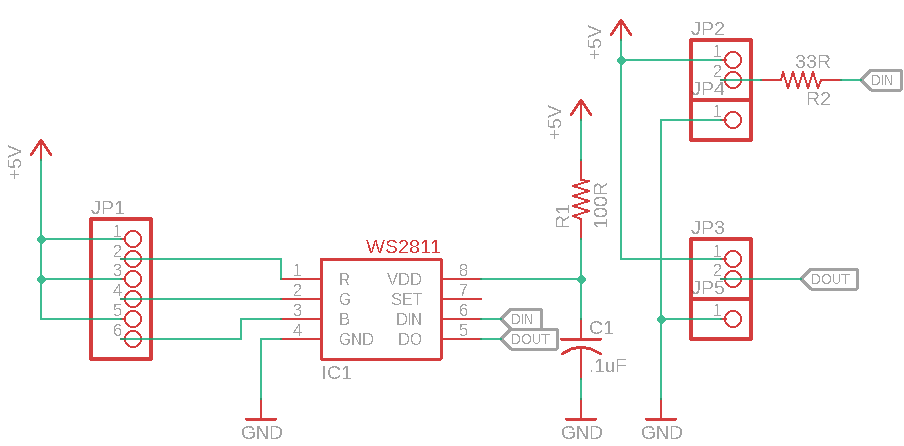 +5V
JP2
1
2
33R
R2
DIN
JP4
1
+5V
R1
100R
+5V
JP1
1
2
3
4
5
6
WS2811
1 R VDD 8
2 G SET 7
3 B DIN 6
4 GND DO 5
IC1
DIN
DOUT
C1
.1uF
JP3
1
2
DOUT
JP5
1
GND
GND
GND